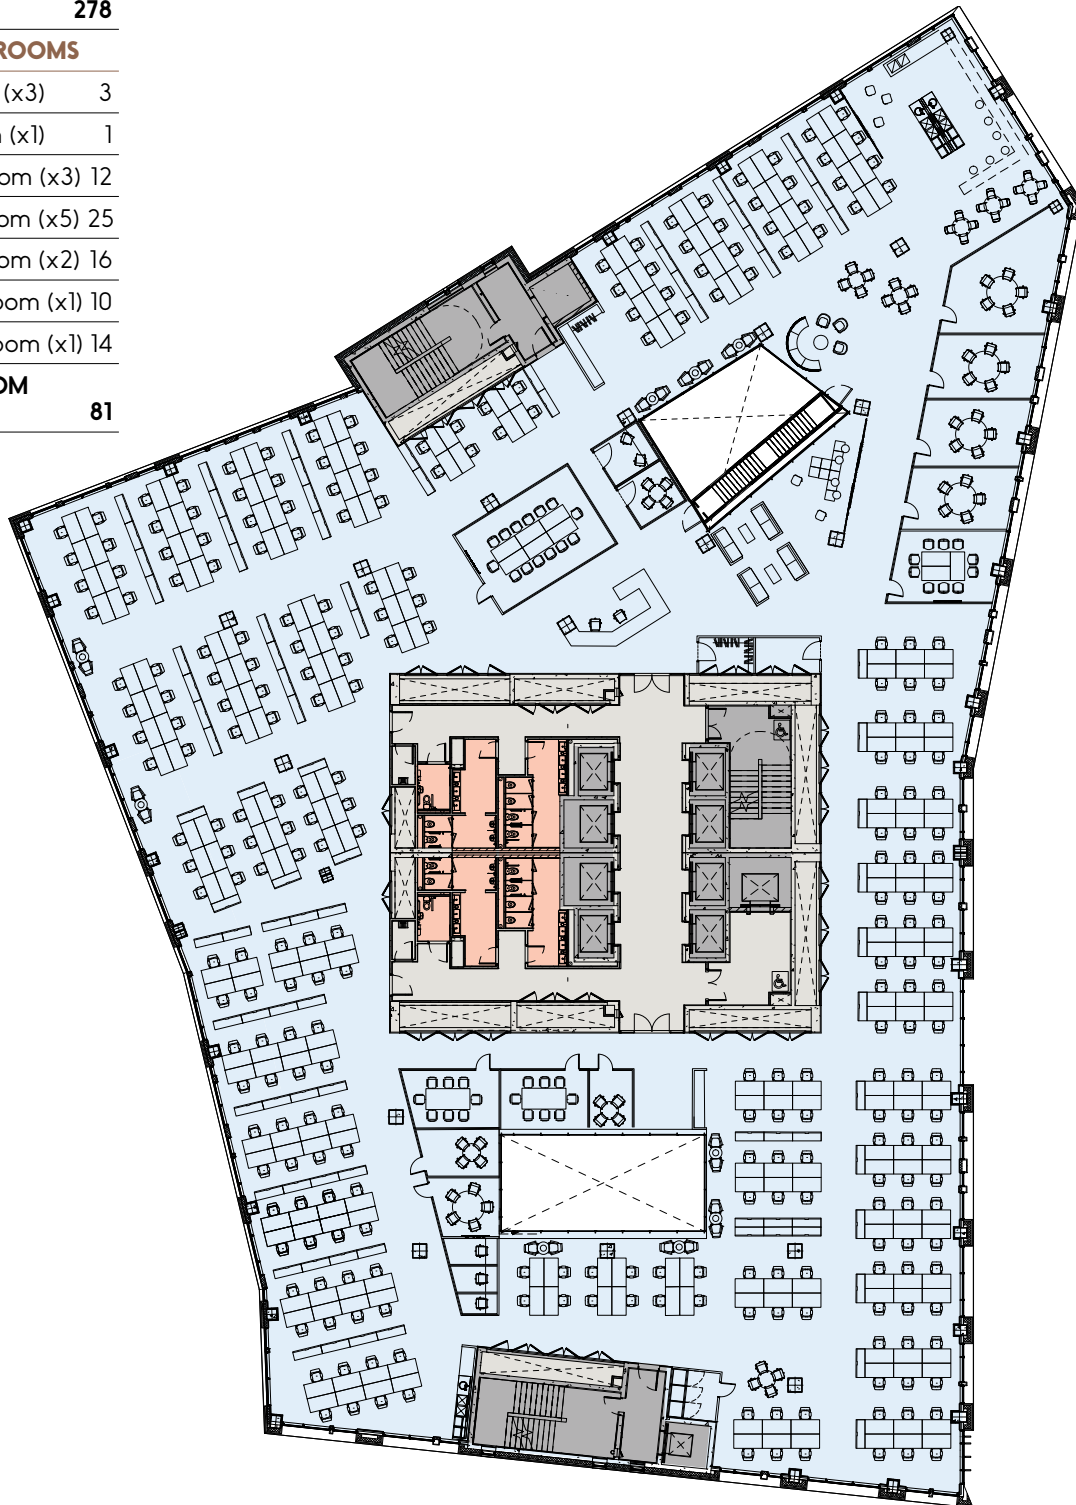 278
ROOMS
(x3) 3
(x1) 1
om (x3) 12
om (x5) 25
om (x2) 16
oom (x1) 10
oom (x1) 14
OM
81